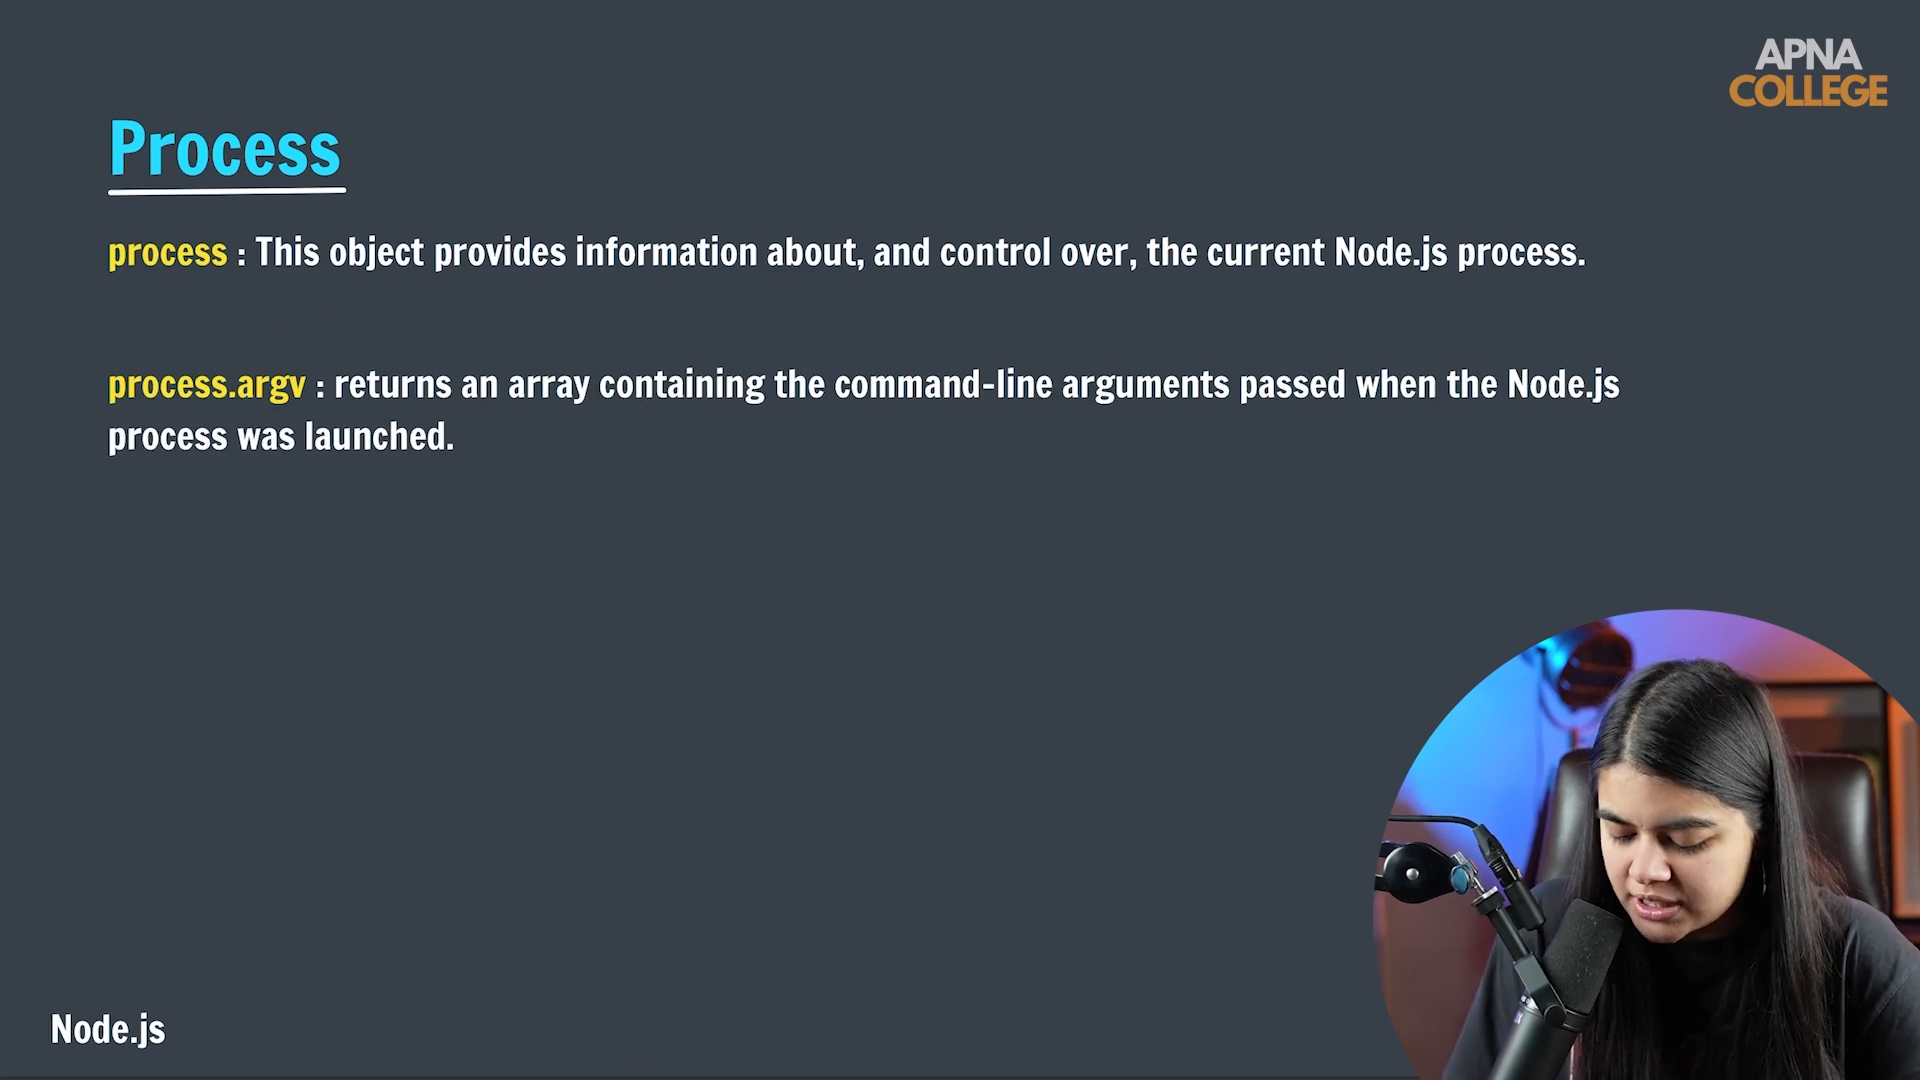 APNA
COLLEGE
Process
process : This object provides information about, and control over, the current Node.js process.
process.argv : returns an array containing the command-line arguments passed when the Node.js
process was launched.
Node.js